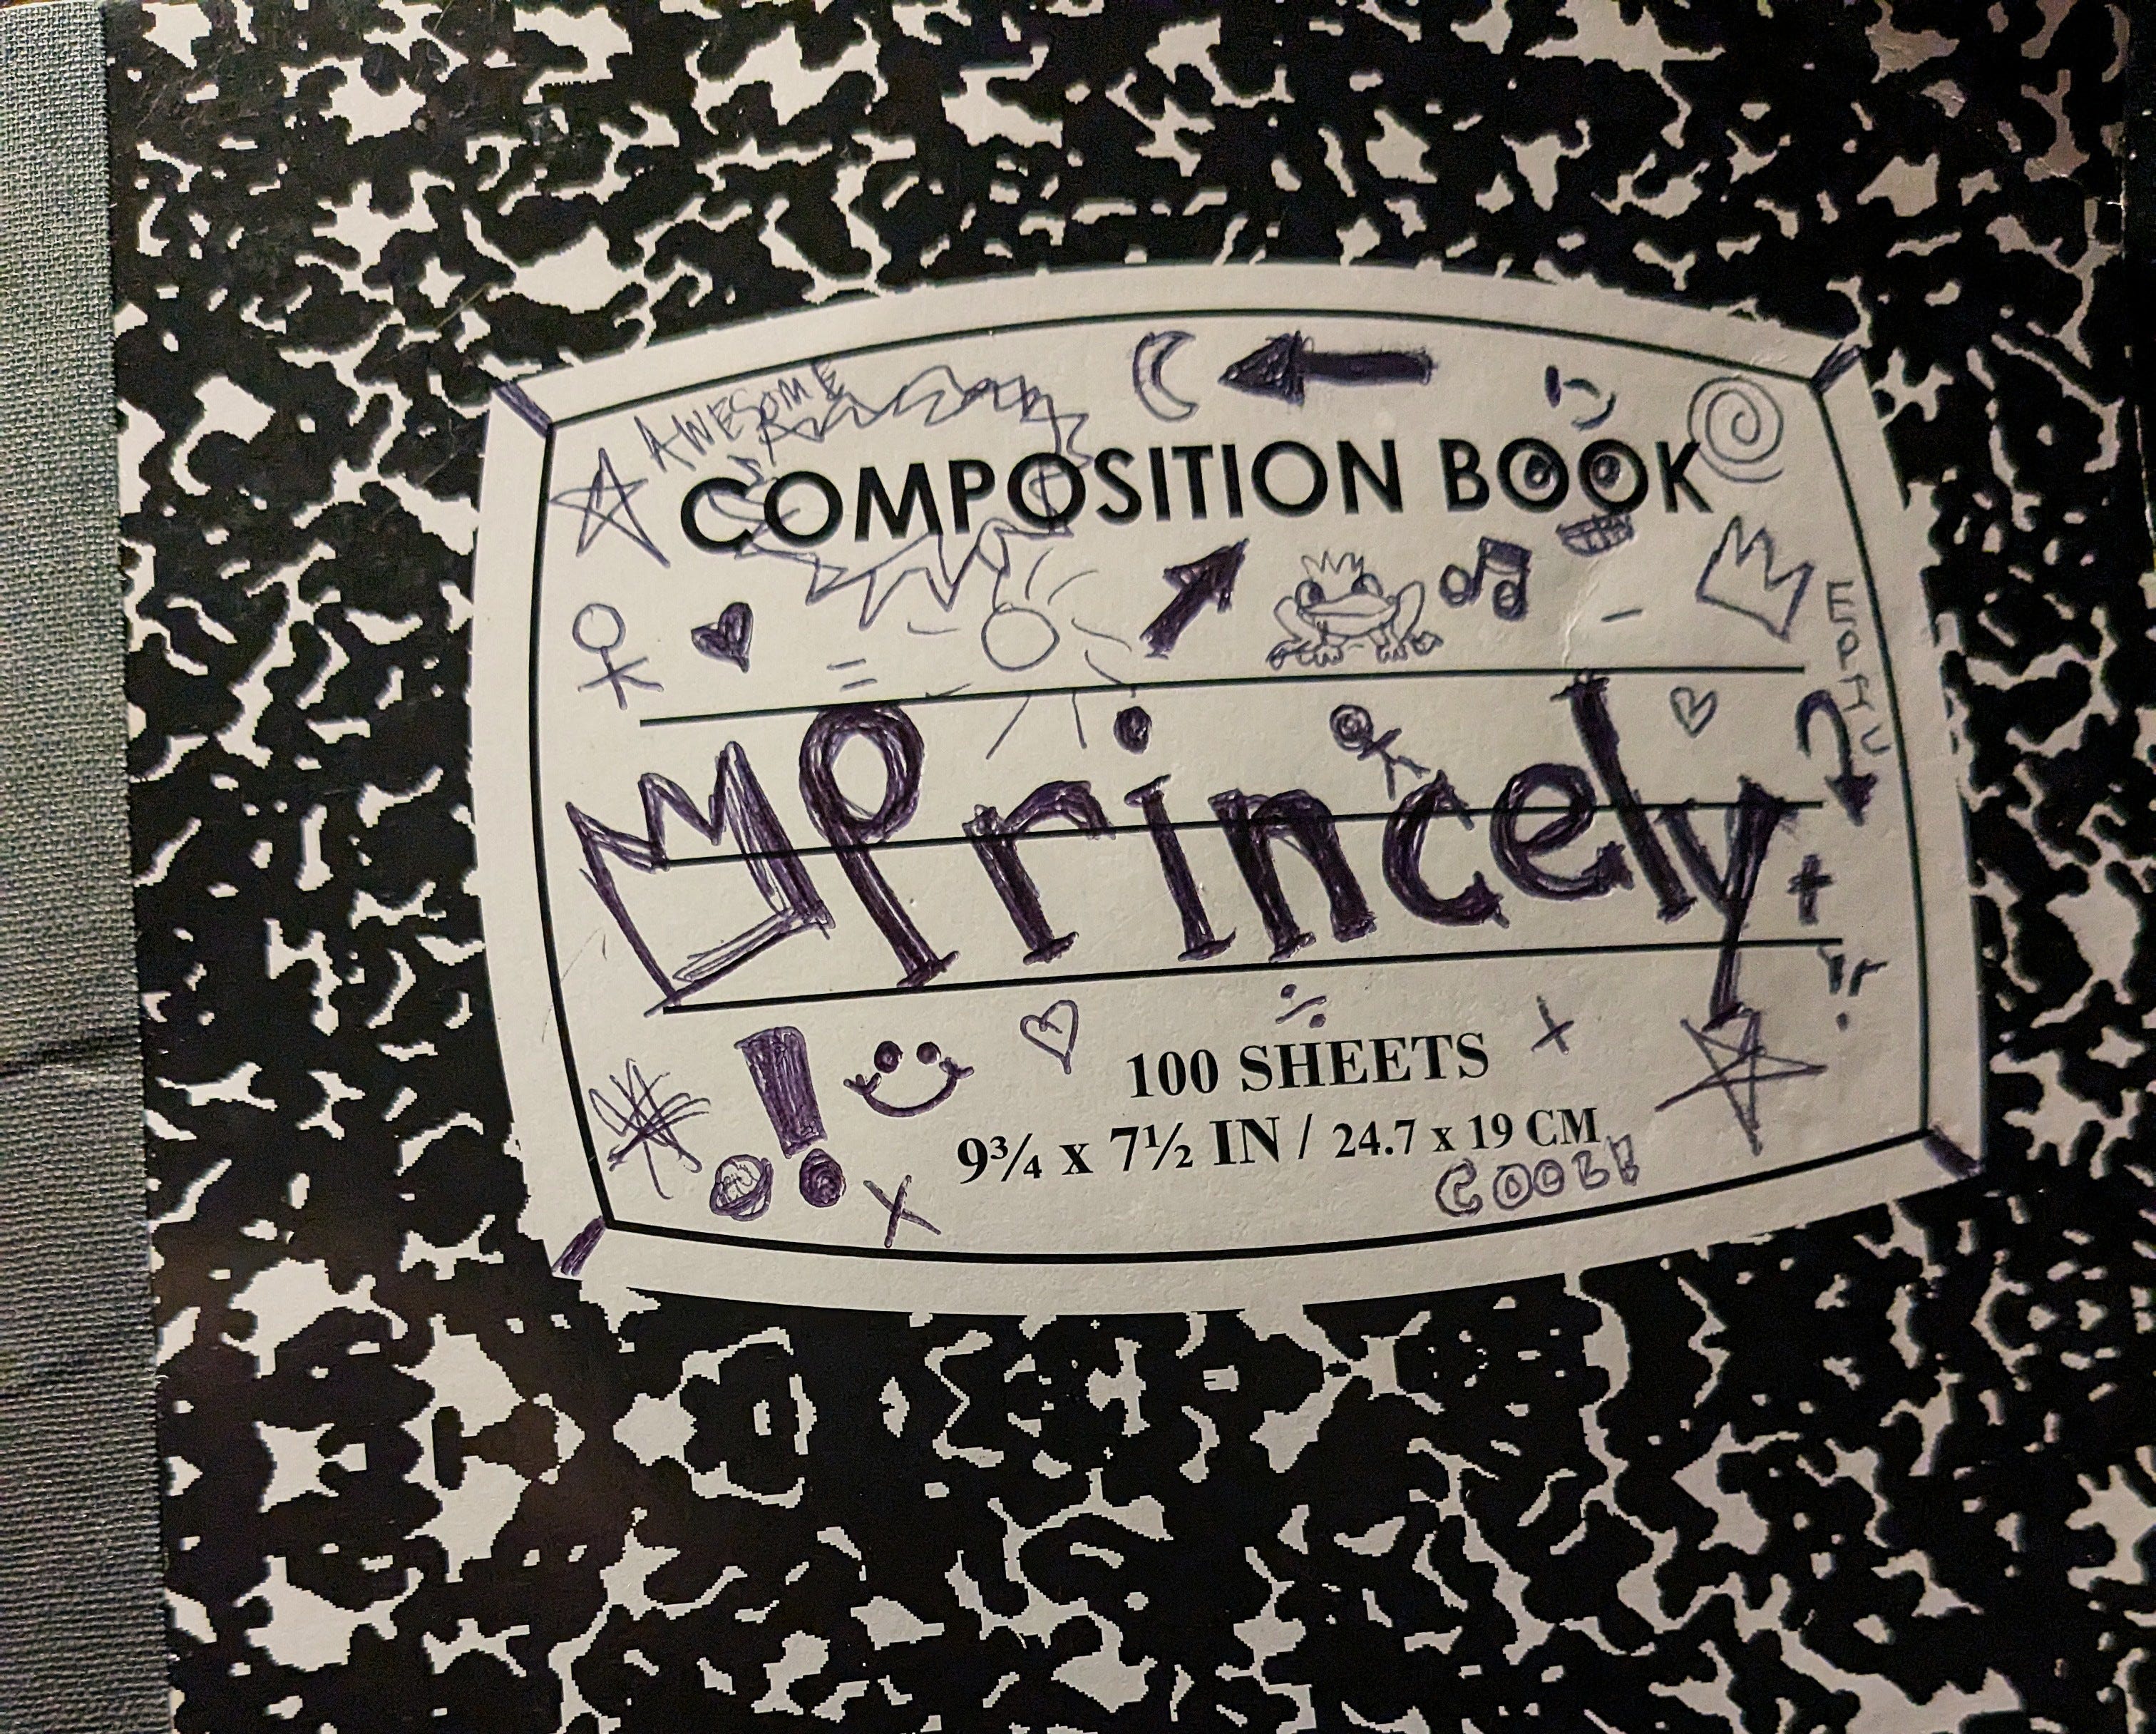 AWESOME
COMPOSITION BOOK
EPIC
Princely
100 SHEETS
9¾ x 7½ IN / 24.7 x 19 CM
COOL!